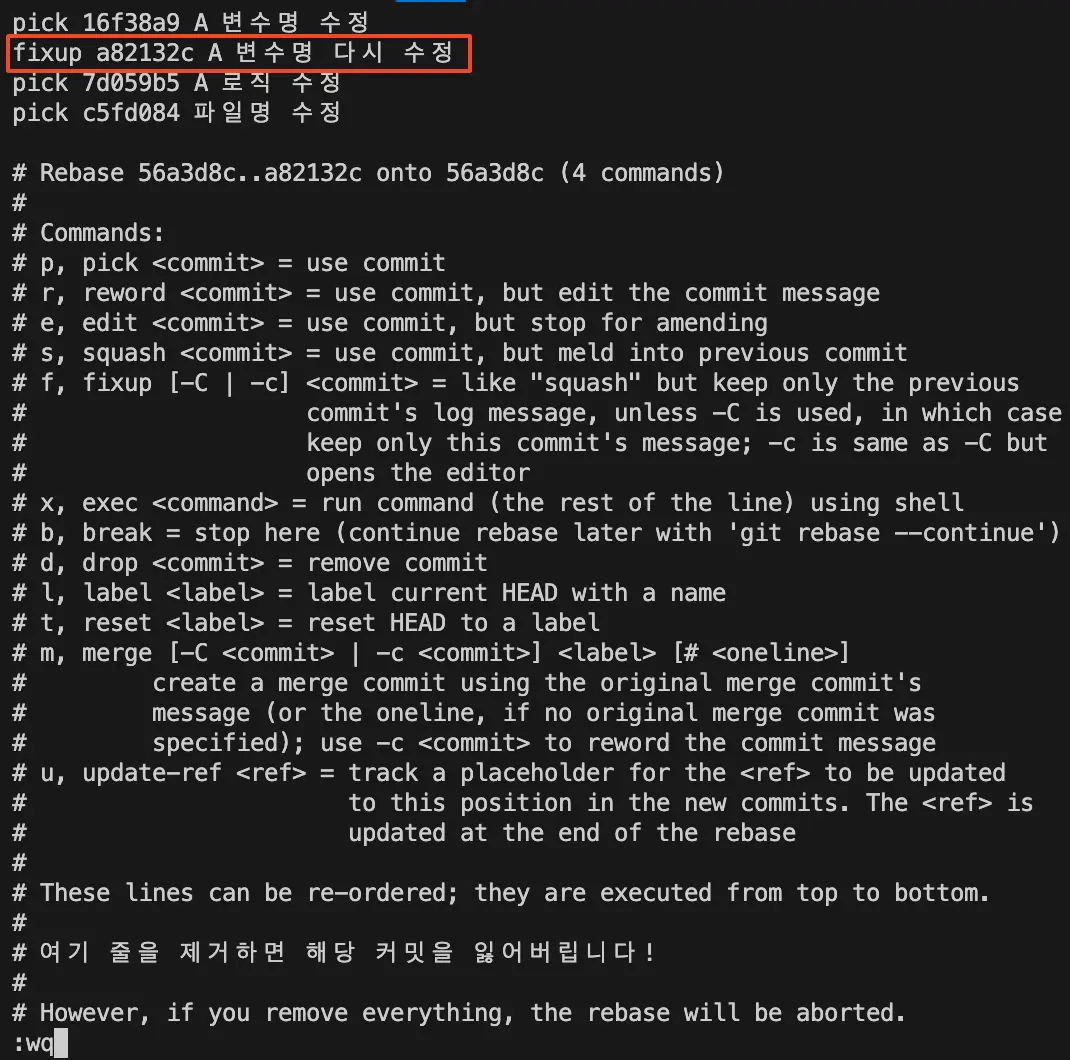 pick 16f38a9 A 변수명 수정
fixup a82132c A 변수명 다시 수정
pick 7d059b5 A 로직 수정
pick c5fd084 파일명 수정
# Rebase 56a3d8c..a82132c onto 56a3d8c (4 commands)
#
# Commands:
# p, pick <commit> = use commit
# r, reword <commit> = use commit, but edit the commit message
# e, edit <commit> = use commit, but stop for amending
# s, squash <commit> = use commit, but meld into previous commit
# f, fixup [-C | -c] <commit> = like "squash" but keep only the previous
#                    commit's log message, unless -C is used, in which case
#                    keep only this commit's message; -c is same as -C but
#                    opens the editor
# x, exec <command> = run command (the rest of the line) using shell
# b, break = stop here (continue rebase later with 'git rebase --continue')
# d, drop <commit> = remove commit
# l, label <label> = label current HEAD with a name
# t, reset <label> = reset HEAD to a label
# m, merge [-C <commit> | -c <commit>] <label> [# <oneline>]
#         create a merge commit using the original merge commit's
#         message (or the oneline, if no original merge commit was
#         specified); use -c <commit> to reword the commit message
# u, update-ref <ref> = track a placeholder for the <ref> to be updated
#                       to this position in the new commits. The <ref> is
#                       updated at the end of the rebase
#
# These lines can be re-ordered; they are executed from top to bottom.
#
# 여기 줄을 제거하면 해당 커밋을 잃어버립니다!
#
# However, if you remove everything, the rebase will be aborted.
:wq